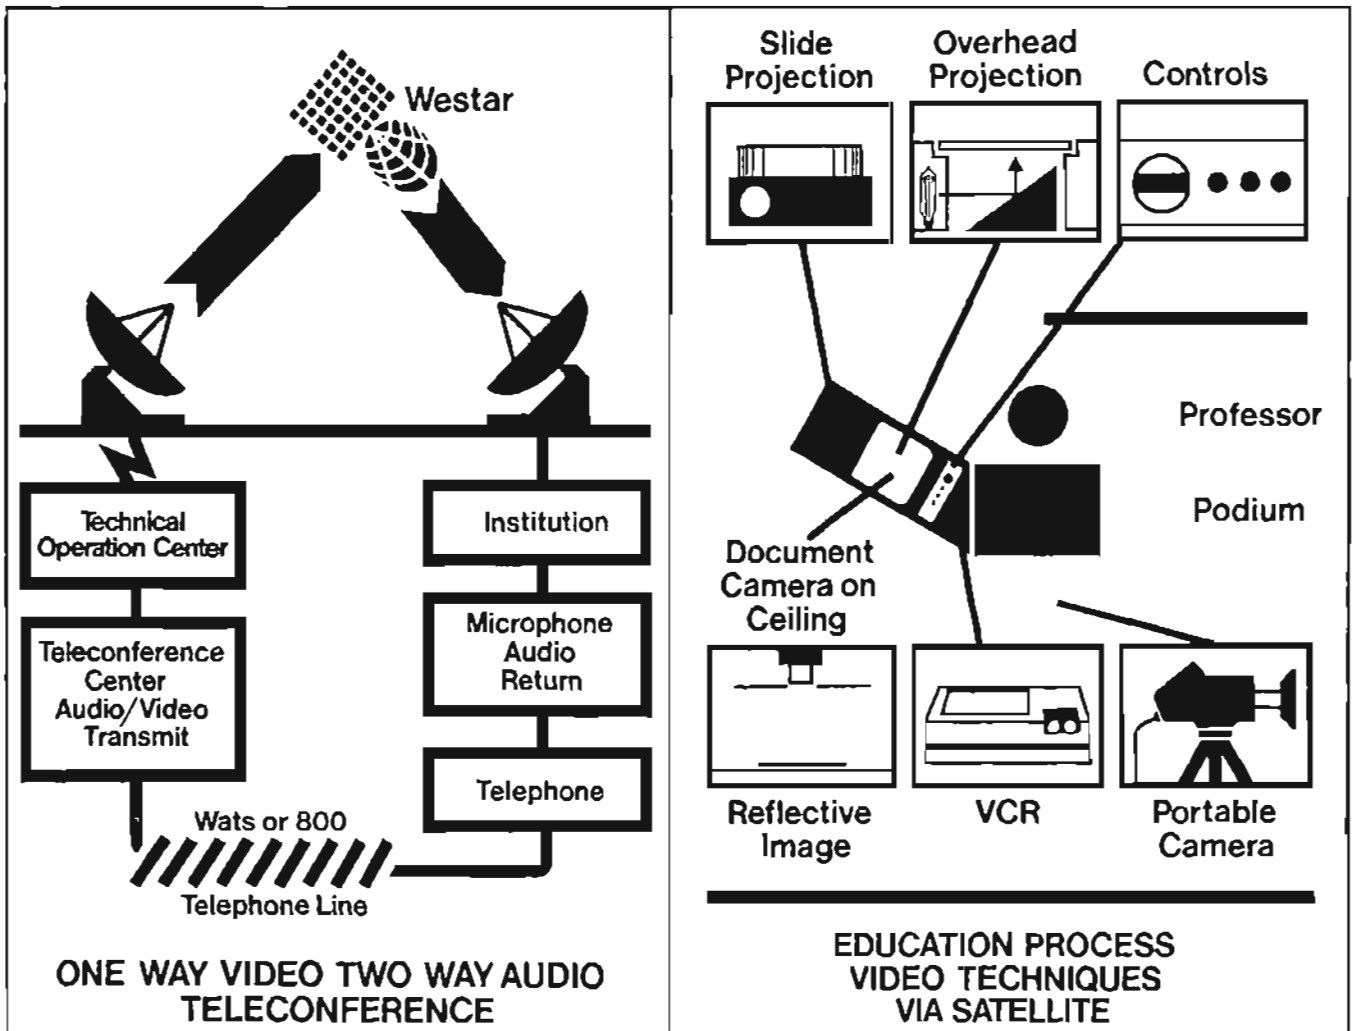 Westar
Technical
Operation Center
Teleconference
Center
Audio/Video
Transmit
Institution
Microphone
Audio
Return
Telephone
Wats or 800
Telephone Line
ONE WAY VIDEO TWO WAY AUDIO
TELECONFERENCE
Slide
Projection
Overhead
Projection
Controls
Professor
Podium
Document
Camera on
Ceiling
Reflective
Image
VCR
Portable
Camera
EDUCATION PROCESS
VIDEO TECHNIQUES
VIA SATELLITE